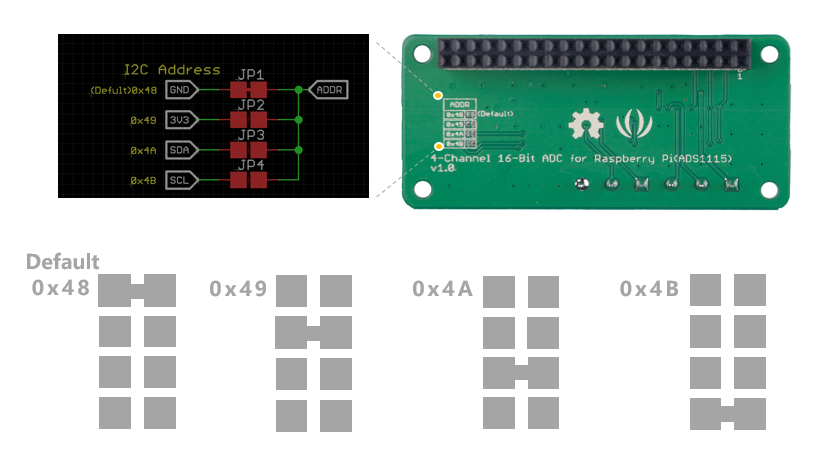 I2C Address
JP1
(Defult)0x48 GND ADDR
JP2
0x49 3V3
JP3
0x4A SDA
JP4
0x4B SCL
1
ADDR
0x48 (Default)
0x49
0x4A
0x4B
4-Channel 16-Bit ADC for Raspberry Pi(ADS1115)
v1.0
Default
0x48 0x49 0x4A 0x4B